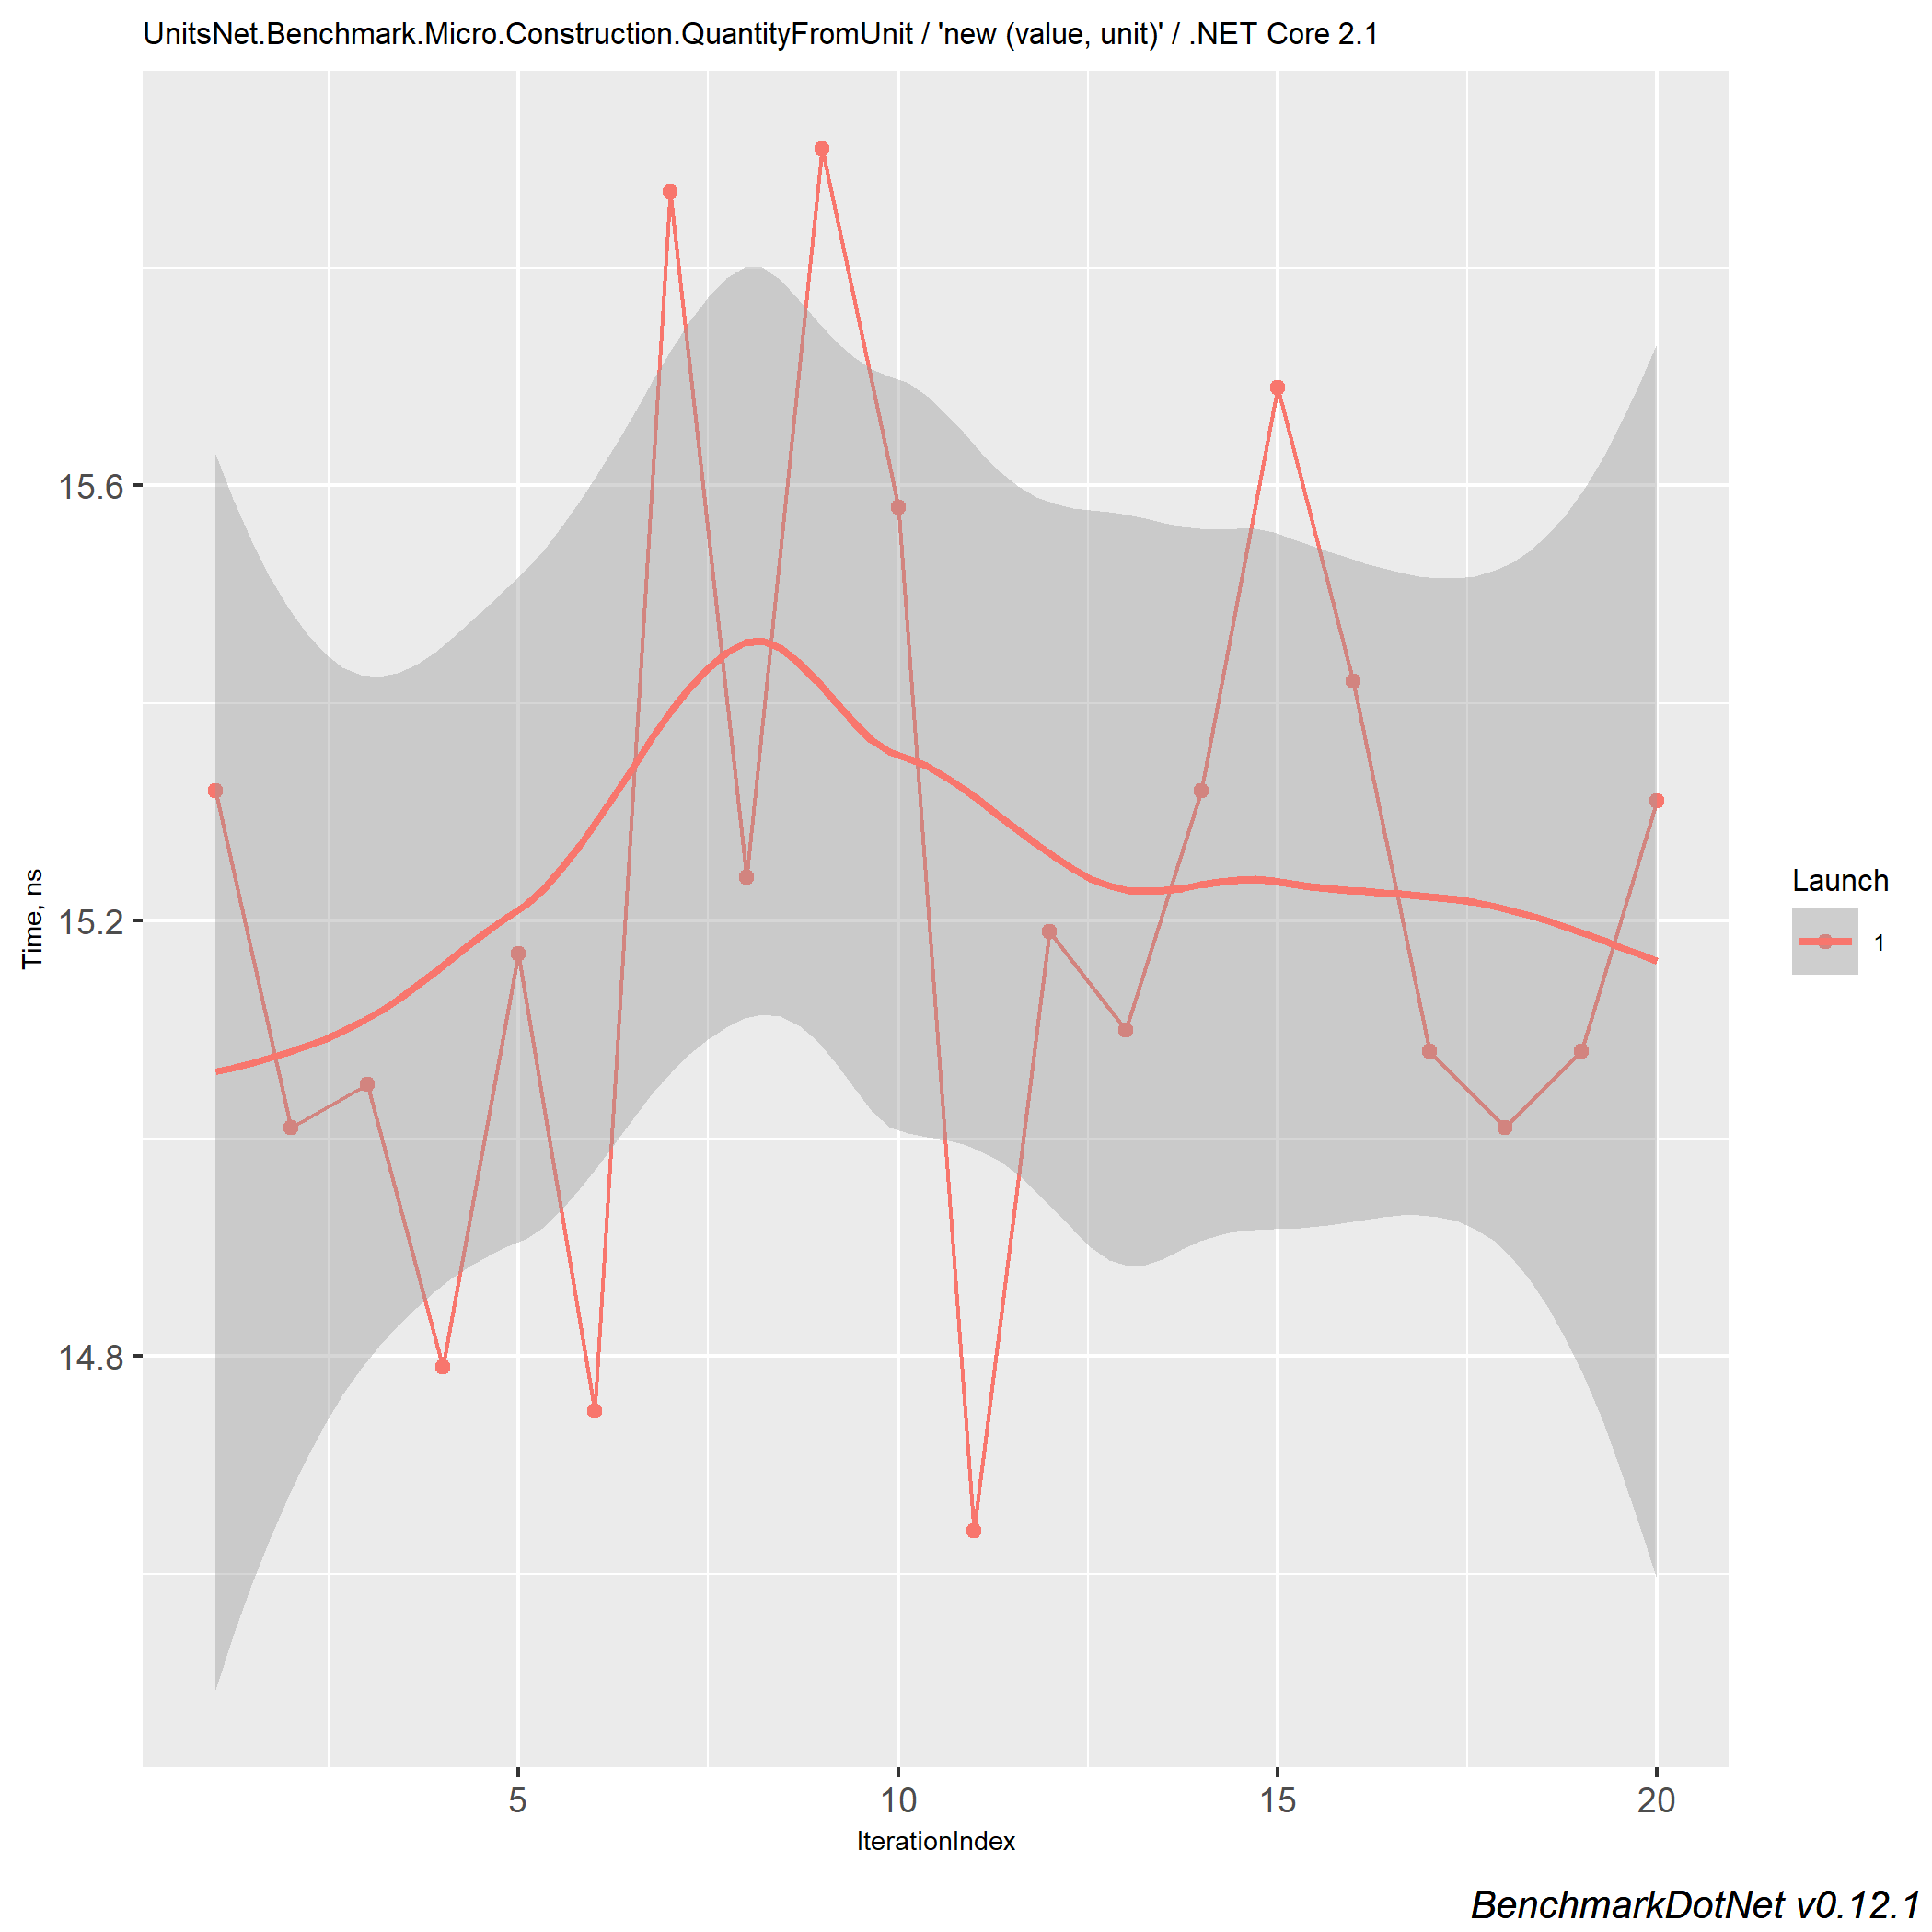 UnitsNet.Benchmark.Micro.Construction.QuantityFromUnit / 'new (value, unit)' / .NET Core 2.1
15.6
15.2
14.8
Time, ns
5
10
15
20
IterationIndex
Launch
1
BenchmarkDotNet v0.12.1